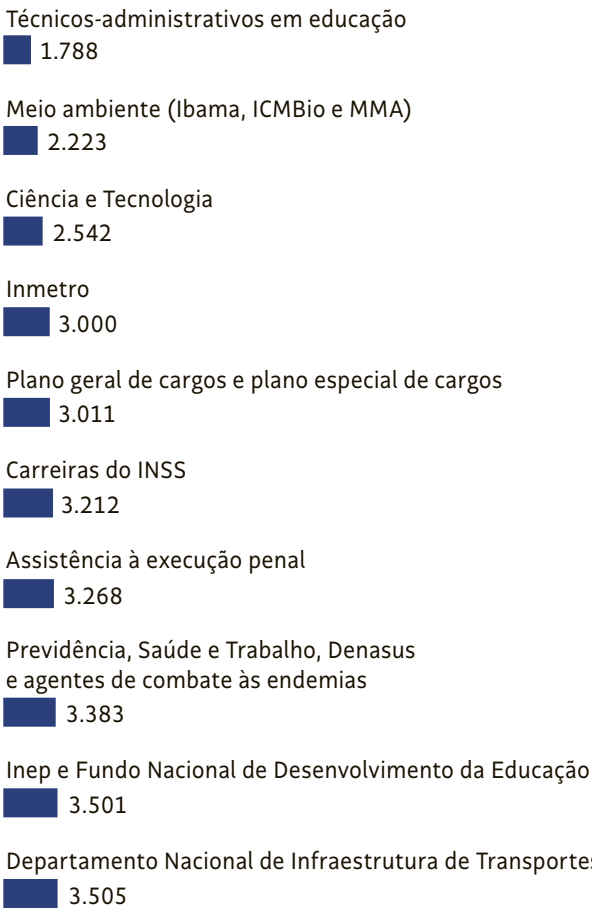 Técnicos-administrativos em educação
1.788
Meio ambiente (Ibama, ICMBio e MMA)
2.223
Ciência e Tecnologia
2.542
Inmetro
3.000
Plano geral de cargos e plano especial de cargos
3.011
Carreiras do INSS
3.212
Assistência à execução penal
3.268
Previdência, Saúde e Trabalho, Denasus
e agentes de combate às endemias
3.383
Inep e Fundo Nacional de Desenvolvimento da Educação
3.501
Departamento Nacional de Infraestrutura de Transportes
3.505